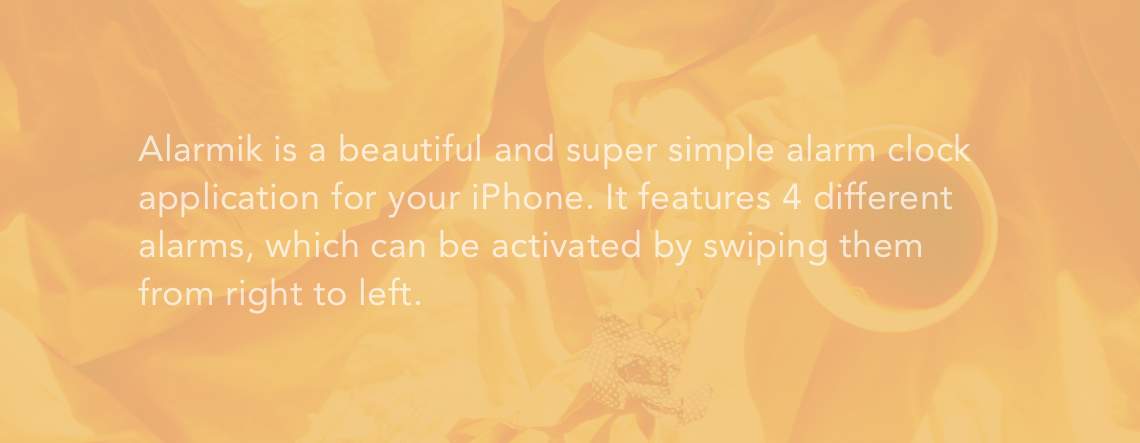 Alarmik is a beautiful and super simple alarm clock
application for your iPhone. It features 4 different
alarms, which can be activated by swiping them
from right to left.